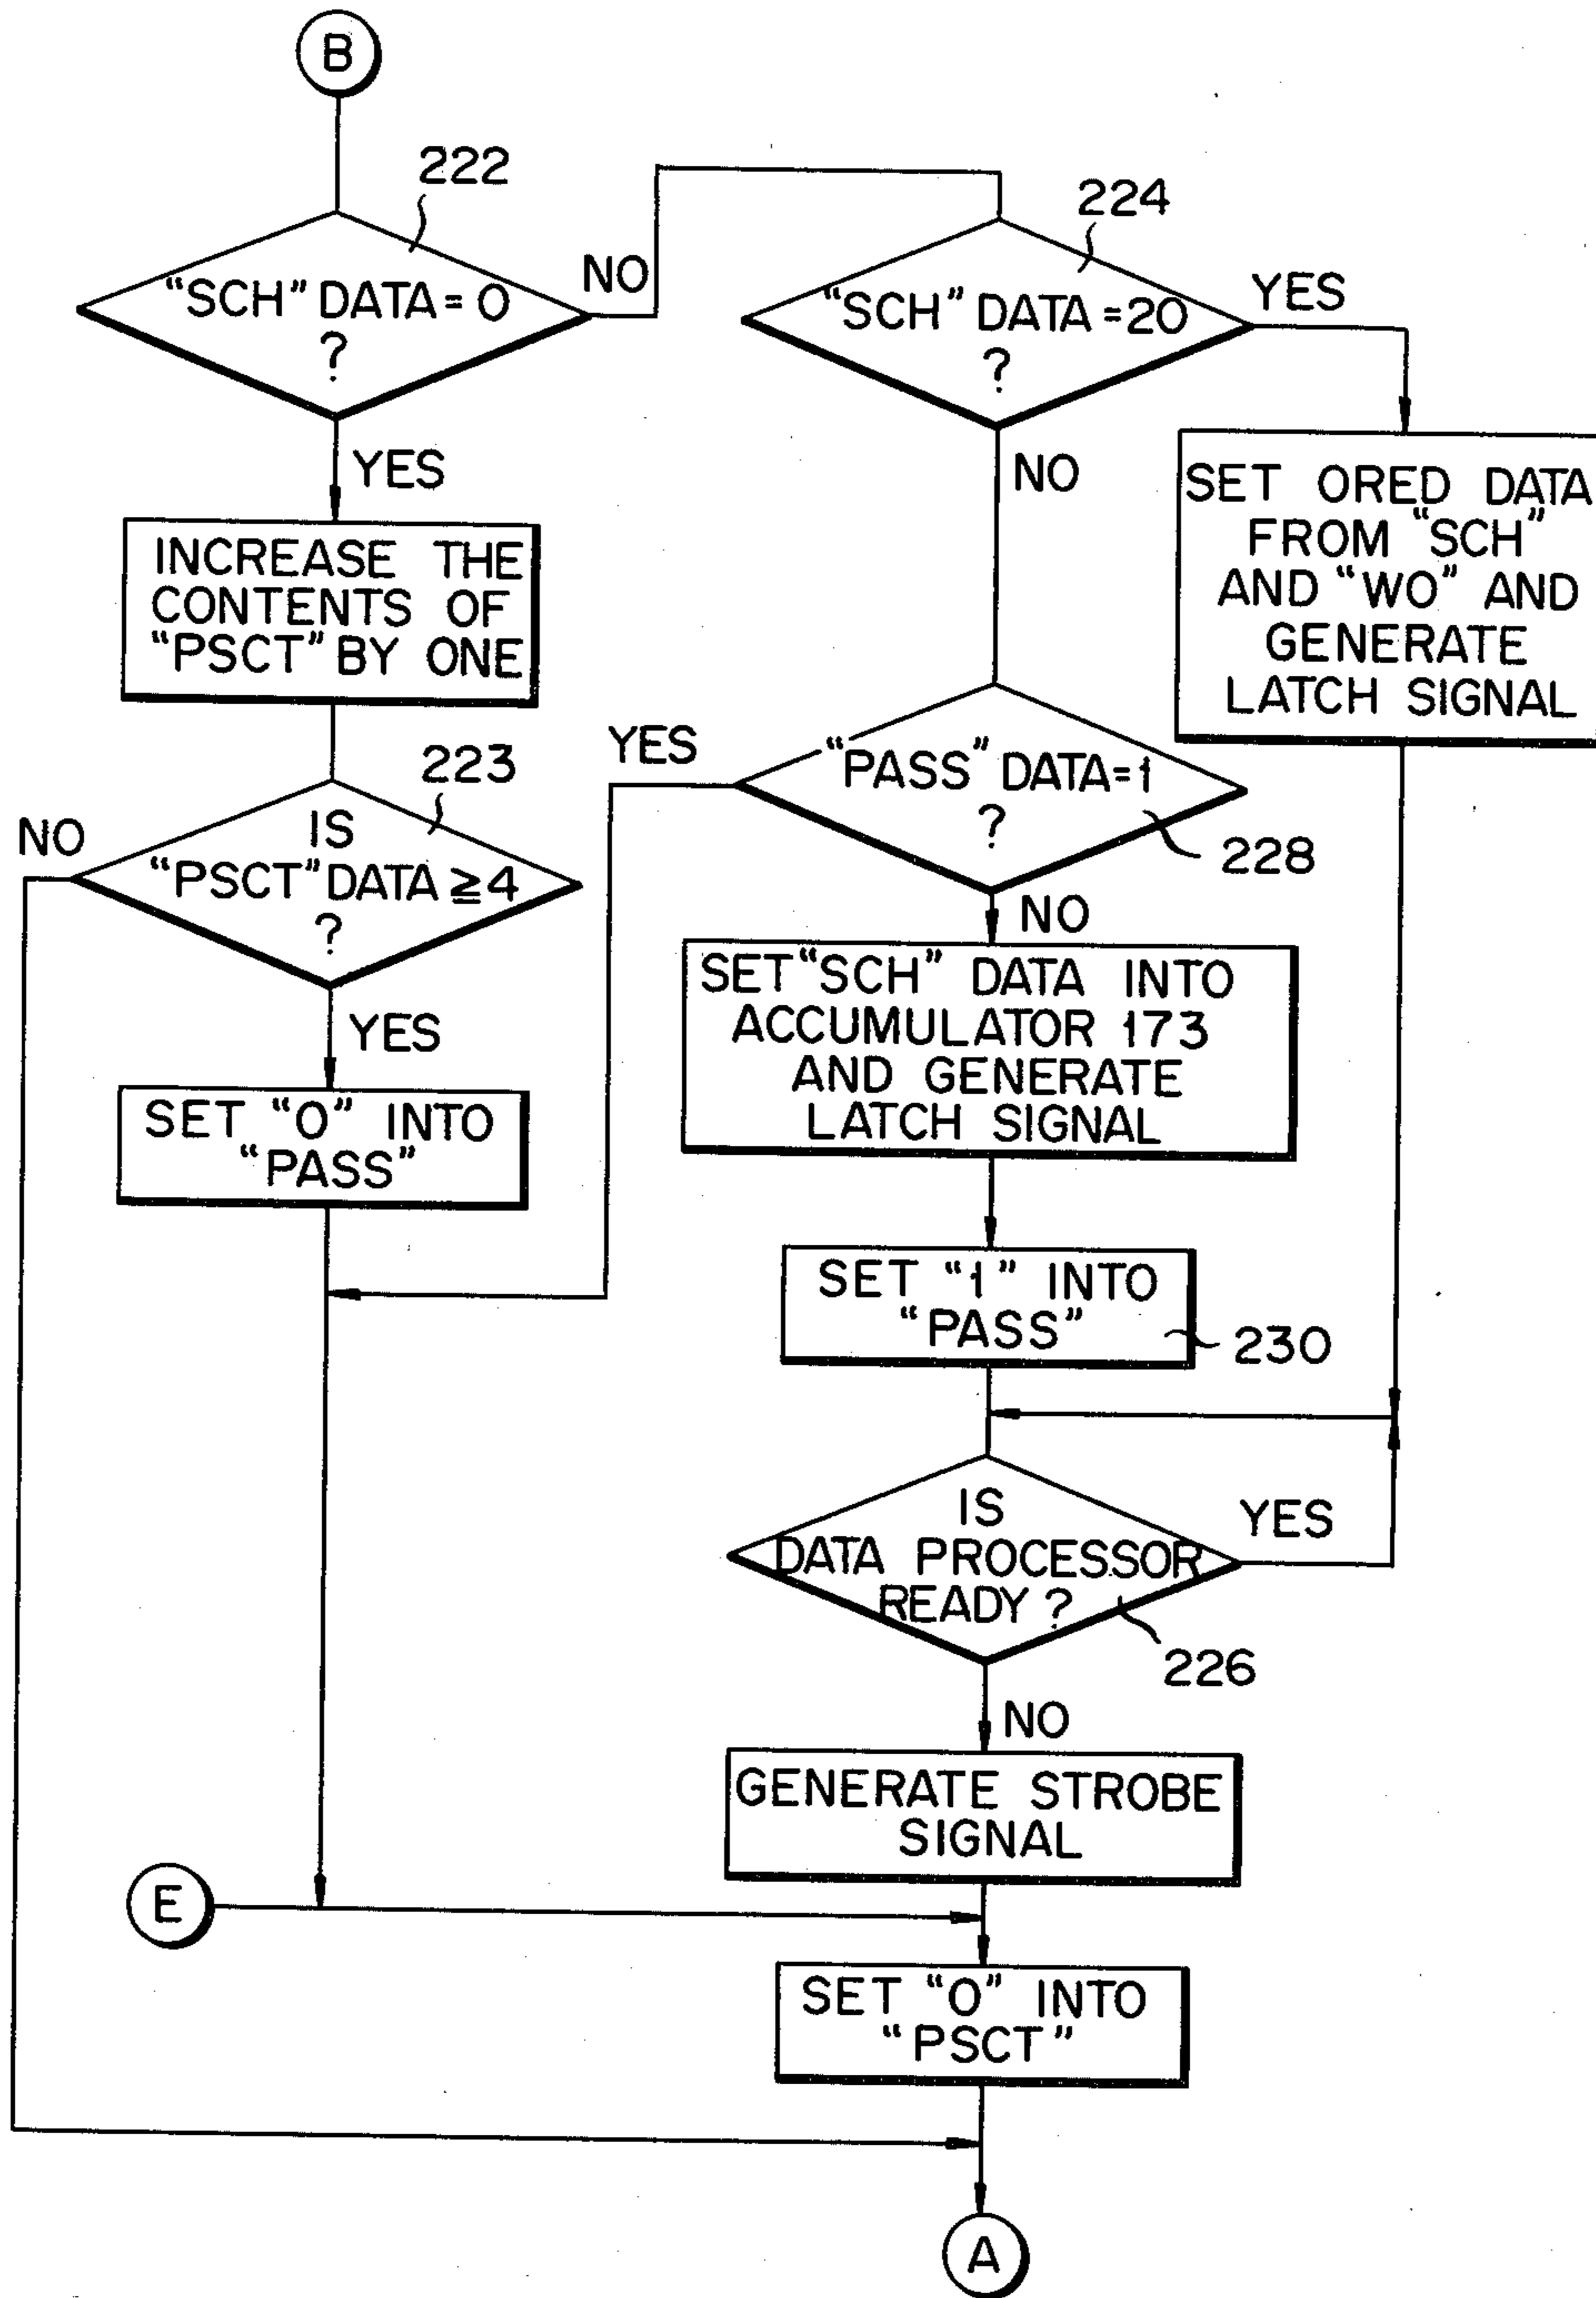 B
222
"SCH" DATA = 0
?
NO
YES
224
"SCH" DATA = 20
?
YES
NO
INCREASE THE
CONTENTS OF
"PSCT" BY ONE
SET ORED DATA
FROM "SCH"
AND "WO" AND
GENERATE
LATCH SIGNAL
223
NO
IS
"PSCT" DATA ≧ 4
?
YES
YES
"PASS" DATA = 1
?
228
NO
SET "SCH" DATA INTO
ACCUMULATOR 173
AND GENERATE
LATCH SIGNAL
SET "0" INTO
"PASS"
SET "1" INTO
"PASS"
230
IS
DATA PROCESSOR
READY ?
YES
226
NO
GENERATE STROBE
SIGNAL
E
SET "0" INTO
"PSCT"
A